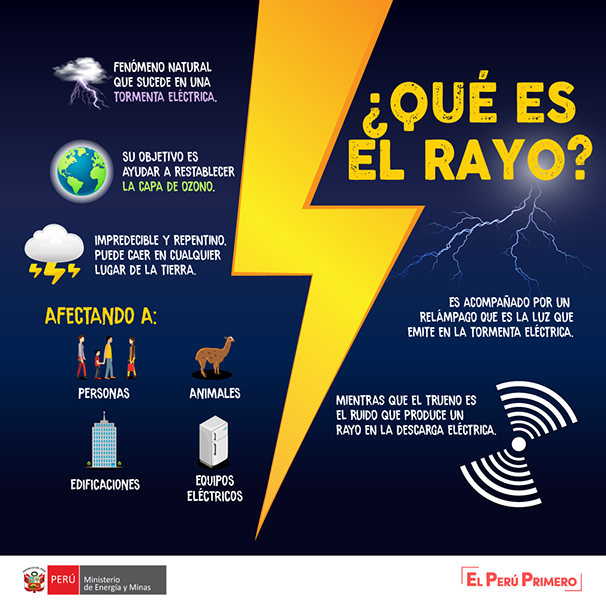 FENÓMENO NATURAL
QUE SUCEDE EN UNA
TORMENTA ELÉCTRICA.
SU OBJETIVO ES
AYUDAR A RESTABLECER
LA CAPA DE OZONO.
IMPREDECIBLE Y REPENTINO,
PUEDE CAER EN CUALQUIER
LUGAR DE LA TIERRA.
AFECTANDO A:
PERSONAS
ANIMALES
EDIFICACIONES
EQUIPOS
ELÉCTRICOS
¿QUÉ ES
EL RAYO?
ES ACOMPAÑADO POR UN
RELÁMPAGO QUE ES LA LUZ QUE
EMITE EN LA TORMENTA ELÉCTRICA.
MIENTRAS QUE EL TRUENO ES
EL RUIDO QUE PRODUCE UN
RAYO EN LA DESCARGA ELÉCTRICA.
PERÚ
Ministerio
de Energía y Minas
EL PERÚ PRIMERO